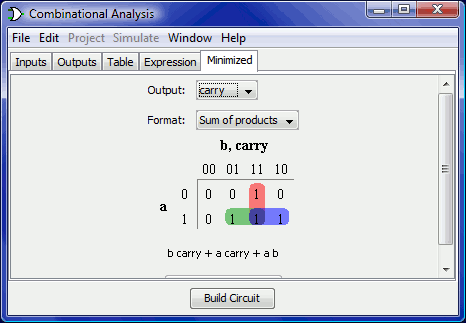 Combinational Analysis
File Edit Project Simulate Window Help
Inputs Outputs Table Expression Minimized
Output: carry
Format: Sum of products
b, carry
00 01 11 10
0 0 0 1 0
a
1 0 1 1 1
b carry + a carry + a b
Build Circuit